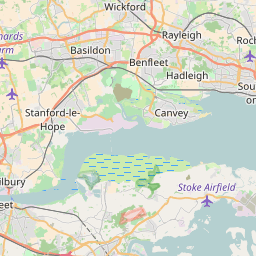 Wickford
Rayleigh
Basildon
Benfleet
Hadleigh
Stanford-le-
Hope
Canvey
Stoke Airfield